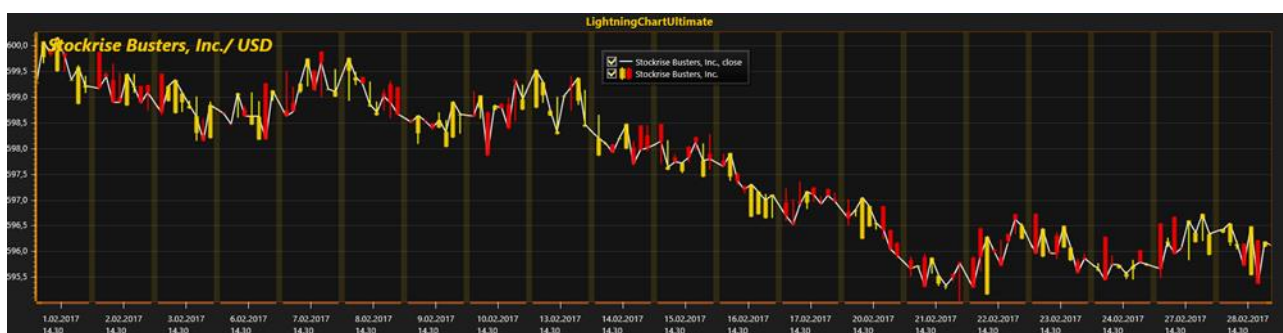 LightningChartUltimate
Stockrise Busters, Inc./ USD
Stockrise Busters, Inc., close
Stockrise Busters, Inc.
600,0
599,5
599,0
598,5
598,0
597,5
597,0
596,5
596,0
595,5
1.02.2017 2.02.2017 3.02.2017 6.02.2017 7.02.2017 8.02.2017 9.02.2017 10.02.2017 13.02.2017 14.02.2017 15.02.2017 16.02.2017 17.02.2017 20.02.2017 21.02.2017 22.02.2017 23.02.2017 24.02.2017 27.02.2017 28.02.2017
14.30 14.30 14.30 14.30 14.30 14.30 14.30 14.30 14.30 14.30 14.30 14.30 14.30 14.30 14.30 14.30 14.30 14.30 14.30 14.30